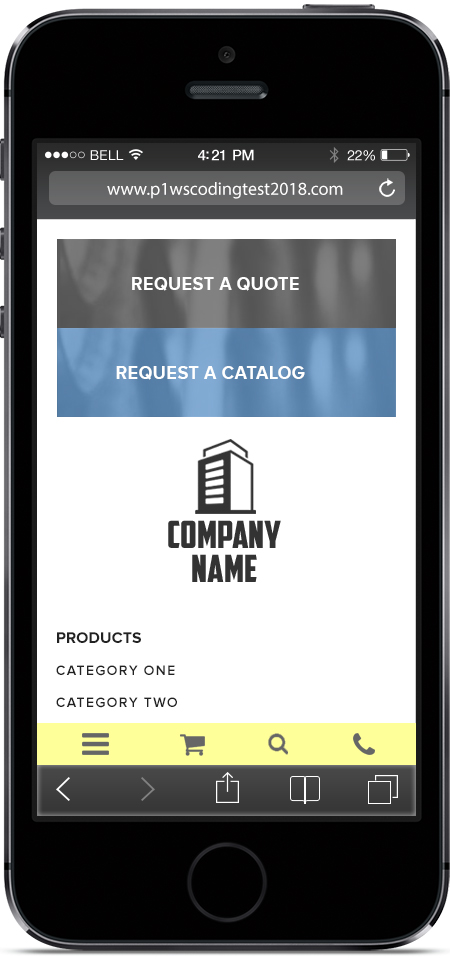 BELL 4:21 PM 22%
www.p1wscodingtest2018.com
REQUEST A QUOTE
REQUEST A CATALOG
COMPANY
NAME
PRODUCTS
CATEGORY ONE
CATEGORY TWO